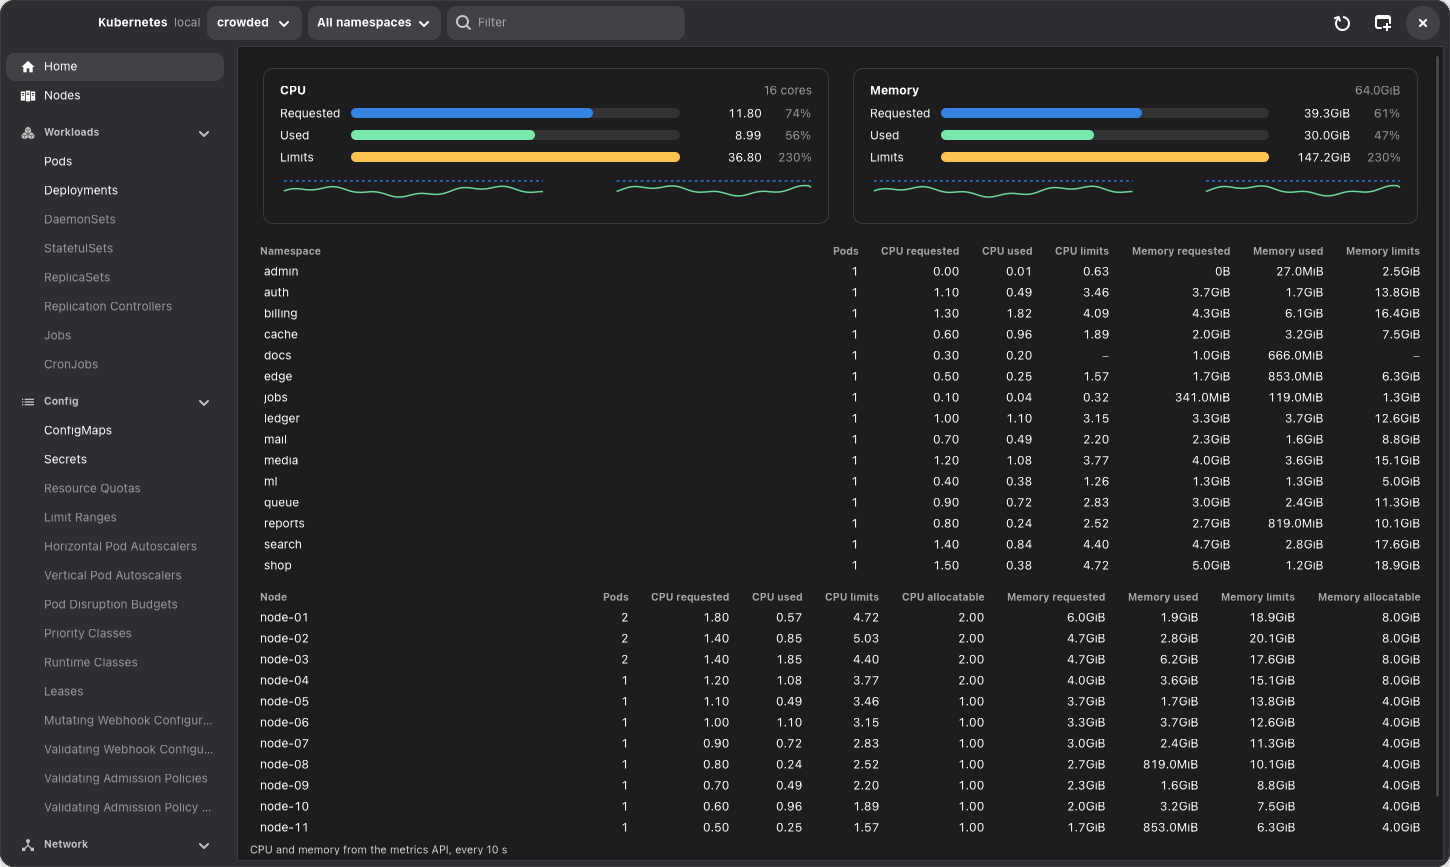 Kubernetes local crowded All namespaces Filter
Home
Nodes
Workloads
Pods
Deployments
DaemonSets
StatefulSets
ReplicaSets
Replication Controllers
Jobs
CronJobs
Config
ConfigMaps
Secrets
Resource Quotas
Limit Ranges
Horizontal Pod Autoscalers
Vertical Pod Autoscalers
Pod Disruption Budgets
Priority Classes
Runtime Classes
Leases
Mutating Webhook Configur...
Validating Webhook Configu...
Validating Admission Policies
Validating Admission Policy ...
Network
CPU 16 cores
Requested 11.80 74%
Used 8.99 56%
Limits 36.80 230%
Memory 64.0GiB
Requested 39.3GiB 61%
Used 30.0GiB 47%
Limits 147.2GiB 230%
Namespace Pods CPU requested CPU used CPU limits Memory requested Memory used Memory limits
admin 1 0.00 0.01 0.63 0B 27.0MiB 2.5GiB
auth 1 1.10 0.49 3.46 3.7GiB 1.7GiB 13.8GiB
billing 1 1.30 1.82 4.09 4.3GiB 6.1GiB 16.4GiB
cache 1 0.60 0.96 1.89 2.0GiB 3.2GiB 7.5GiB
docs 1 0.30 0.20 – 1.0GiB 666.0MiB –
edge 1 0.50 0.25 1.57 1.7GiB 853.0MiB 6.3GiB
jobs 1 0.10 0.04 0.32 341.0MiB 119.0MiB 1.3GiB
ledger 1 1.00 1.10 3.15 3.3GiB 3.7GiB 12.6GiB
mail 1 0.70 0.49 2.20 2.3GiB 1.6GiB 8.8GiB
media 1 1.20 1.08 3.77 4.0GiB 3.6GiB 15.1GiB
ml 1 0.40 0.38 1.26 1.3GiB 1.3GiB 5.0GiB
queue 1 0.90 0.72 2.83 3.0GiB 2.4GiB 11.3GiB
reports 1 0.80 0.24 2.52 2.7GiB 819.0MiB 10.1GiB
search 1 1.40 0.84 4.40 4.7GiB 2.8GiB 17.6GiB
shop 1 1.50 0.38 4.72 5.0GiB 1.2GiB 18.9GiB
Node Pods CPU requested CPU used CPU limits CPU allocatable Memory requested Memory used Memory limits Memory allocatable
node-01 2 1.80 0.57 4.72 2.00 6.0GiB 1.9GiB 18.9GiB 8.0GiB
node-02 2 1.40 0.85 5.03 2.00 4.7GiB 2.8GiB 20.1GiB 8.0GiB
node-03 2 1.40 1.85 4.40 2.00 4.7GiB 6.2GiB 17.6GiB 8.0GiB
node-04 1 1.20 1.08 3.77 2.00 4.0GiB 3.6GiB 15.1GiB 8.0GiB
node-05 1 1.10 0.49 3.46 1.00 3.7GiB 1.7GiB 13.8GiB 4.0GiB
node-06 1 1.00 1.10 3.15 1.00 3.3GiB 3.7GiB 12.6GiB 4.0GiB
node-07 1 0.90 0.72 2.83 1.00 3.0GiB 2.4GiB 11.3GiB 4.0GiB
node-08 1 0.80 0.24 2.52 1.00 2.7GiB 819.0MiB 10.1GiB 4.0GiB
node-09 1 0.70 0.49 2.20 1.00 2.3GiB 1.6GiB 8.8GiB 4.0GiB
node-10 1 0.60 0.96 1.89 1.00 2.0GiB 3.2GiB 7.5GiB 4.0GiB
node-11 1 0.50 0.25 1.57 1.00 1.7GiB 853.0MiB 6.3GiB 4.0GiB
CPU and memory from the metrics API, every 10 s